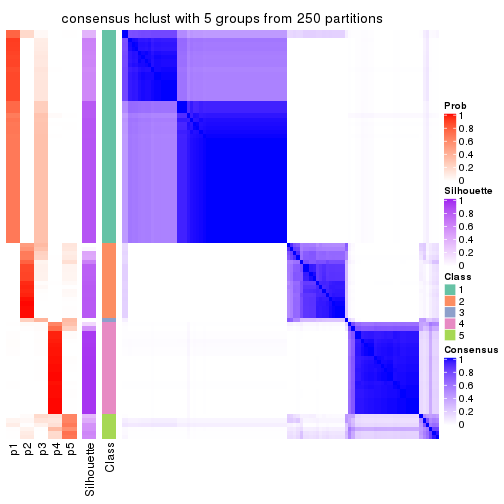 consensus hclust with 5 groups from 250 partitions
Prob
1
0.8
0.6
0.4
0.2
0
Silhouette
1
0.8
0.6
0.4
0.2
0
Class
1
2
3
4
5
Consensus
1
0.8
0.6
0.4
0.2
0
p1
p2
p3
p4
p5
Silhouette
Class